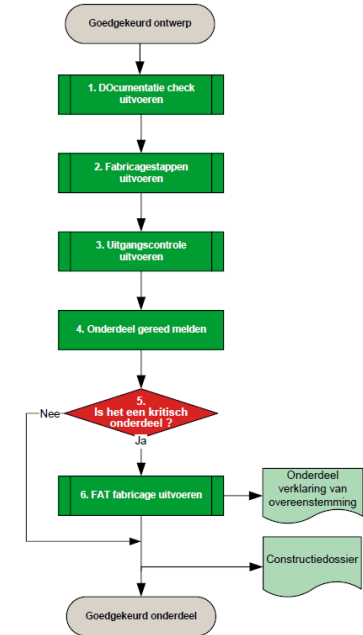 Goedgekeurd ontwerp
1. DOcumentatie check
uitvoeren
2. Fabricagestappen
uitvoeren
3. Uitgangscontrole
uitvoeren
4. Onderdeel gereed melden
5.
Is het een kritisch
onderdeel ?
Nee
Ja
6. FAT fabricage uitvoeren
Onderdeel
verklaring van
overeenstemming
Constructiedossier
Goedgekeurd onderdeel